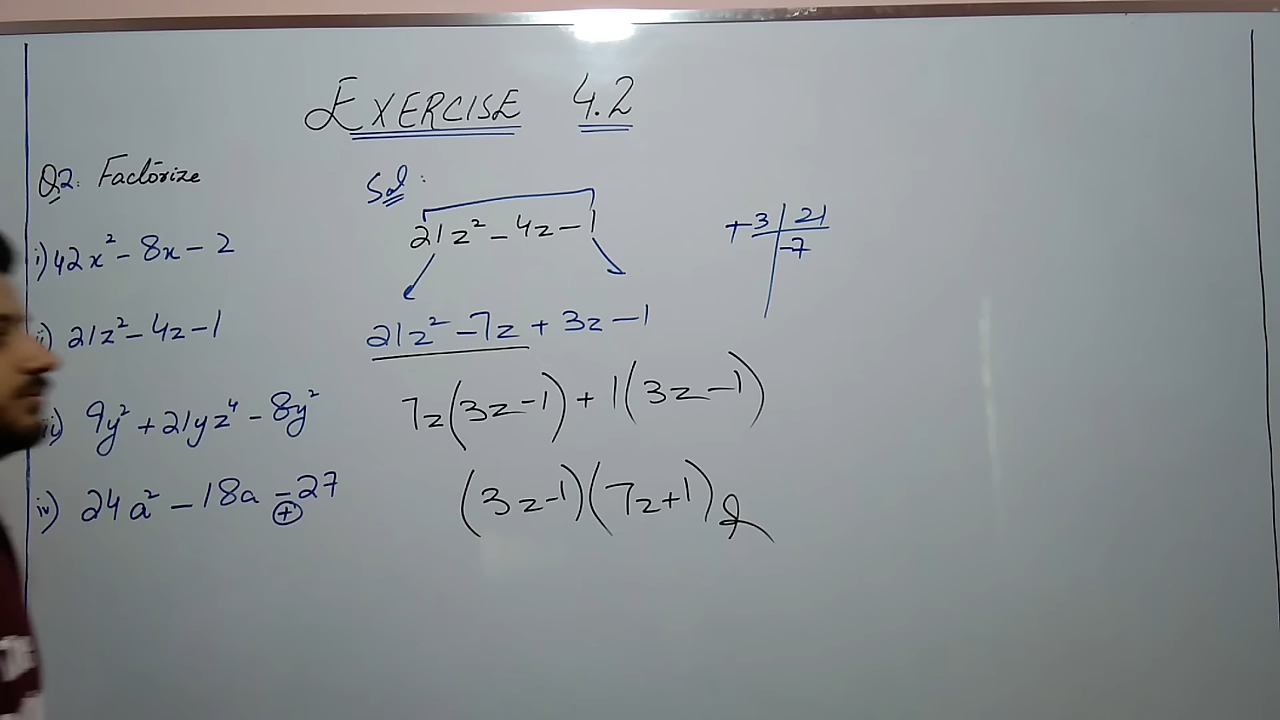 EXERCISE 4.2
Q2. Factorize
i) 42x² - 8x - 2
ii) 21z² - 4z - 1
iii) 9y² + 21yz⁴ - 8y²
iv) 24a² - 18a - 27
+
Sol:
21z² - 4z - 1
21z² - 7z + 3z - 1
7z(3z-1) + 1(3z-1)
(3z-1)(7z+1)
+3 | 21
-7